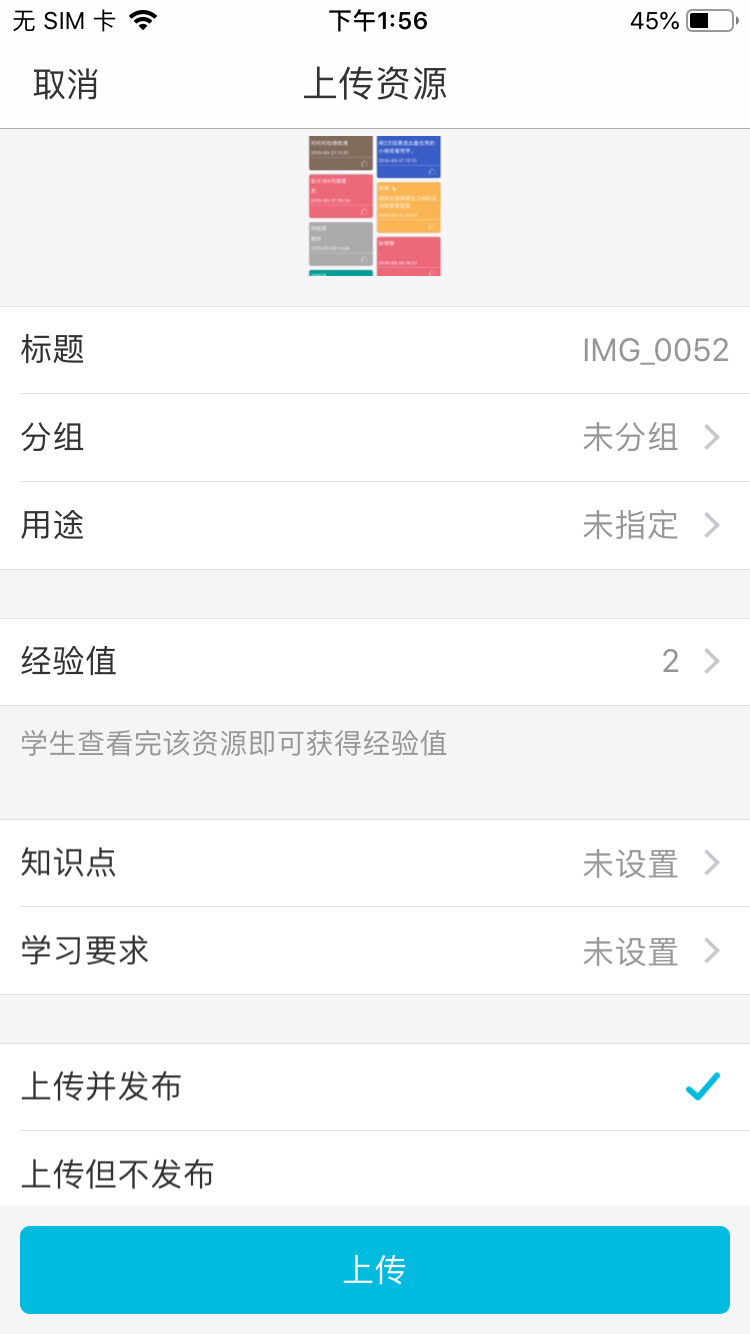 无 SIM 卡 下午1:56 45%
取消 上传资源
标题 IMG_0052
分组 未分组
用途 未指定
经验值 2
学生查看完该资源即可获得经验值
知识点 未设置
学习要求 未设置
上传并发布
上传但不发布
上传